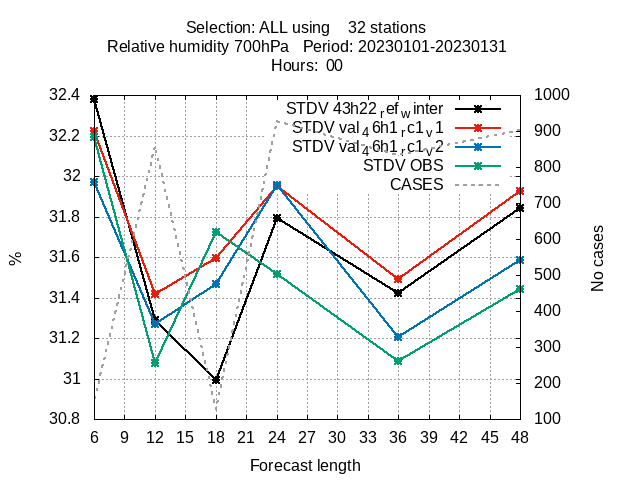 Selection: ALL using 32 stations
Relative humidity 700hPa Period: 20230101-20230131
Hours: 00
STDV 43h22refwinter
STDV val46h1rc1v1
STDV val46h1rc1v2
STDV OBS
CASES
32.4
32.2
32
31.8
31.6
31.4
31.2
31
30.8
%
1000
900
800
700
600
500
400
300
200
100
No cases
6 9 12 15 18 21 24 27 30 33 36 39 42 45 48
Forecast length